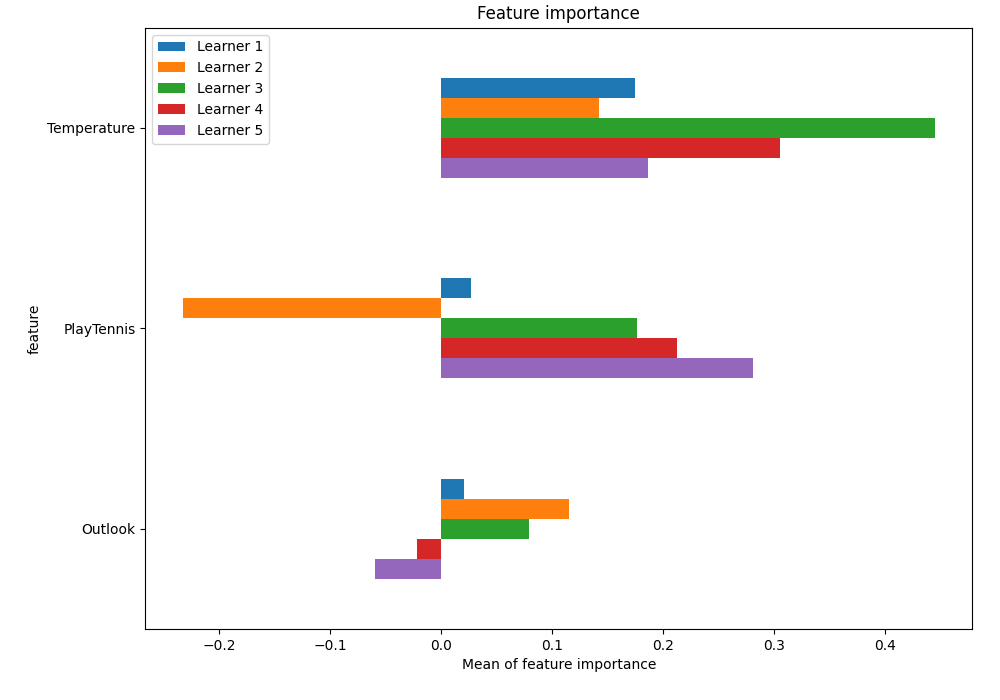 Feature importance
Learner 1
Learner 2
Learner 3
Learner 4
Learner 5
Temperature
PlayTennis
Outlook
feature
−0.2 −0.1 0.0 0.1 0.2 0.3 0.4
Mean of feature importance